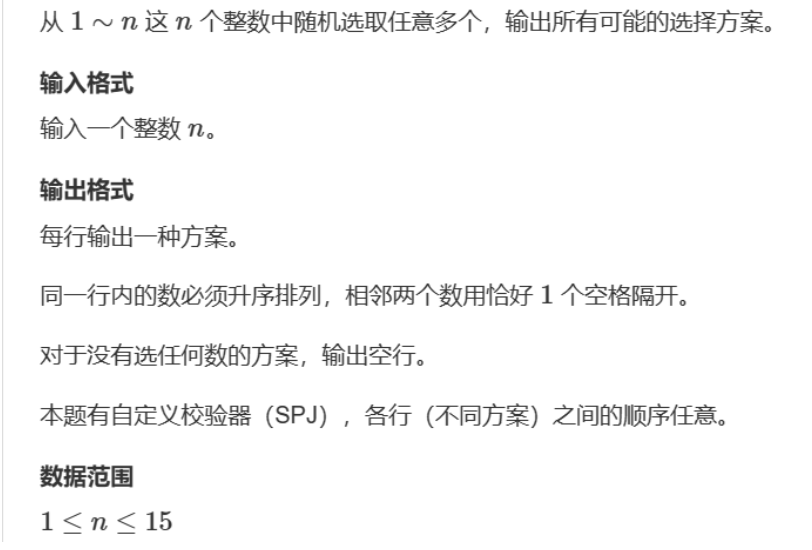 从 1 ~ n 这 n 个整数中随机选取任意多个，输出所有可能的选择方案。
输入格式
输入一个整数 n。
输出格式
每行输出一种方案。
同一行内的数必须升序排列，相邻两个数用恰好 1 个空格隔开。
对于没有选任何数的方案，输出空行。
本题有自定义校验器（SPJ），各行（不同方案）之间的顺序任意。
数据范围
1 ≤ n ≤ 15